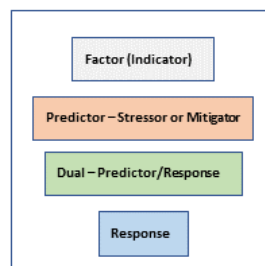 Factor (Indicator)
Predictor – Stressor or Mitigator
Dual – Predictor/Response
Response